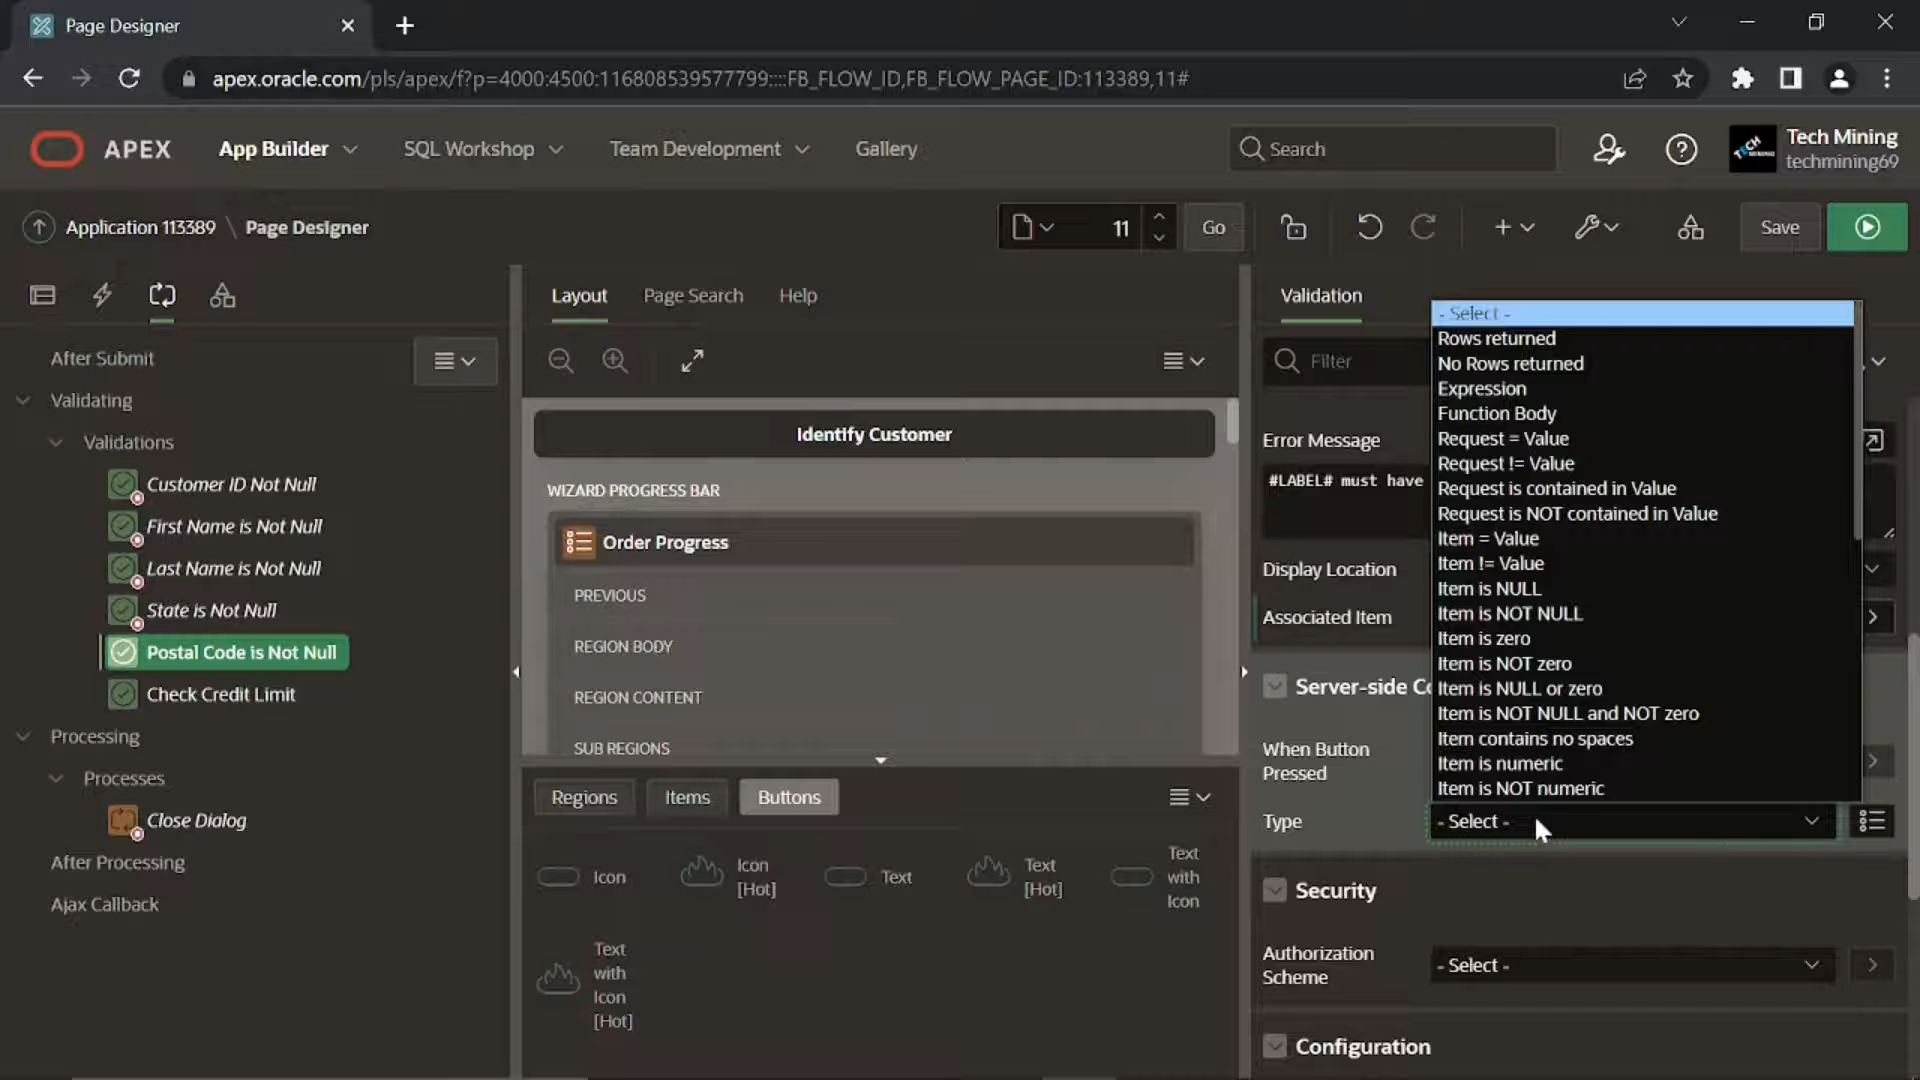 Page Designer
apex.oracle.com/pls/apex/f?p=4000:4500:116808539577799::::FB_FLOW_ID,FB_FLOW_PAGE_ID:113389,11#
APEX
App Builder
SQL Workshop
Team Development
Gallery
Search
Tech Mining
techmining69
Application 113389 \ Page Designer
11
Go
Save
After Submit
Validating
Validations
Customer ID Not Null
First Name is Not Null
Last Name is Not Null
State is Not Null
Postal Code is Not Null
Check Credit Limit
Processing
Processes
Close Dialog
After Processing
Ajax Callback
Layout
Page Search
Help
Identify Customer
WIZARD PROGRESS BAR
Order Progress
PREVIOUS
REGION BODY
REGION CONTENT
SUB REGIONS
Regions
Items
Buttons
Icon
Icon
[Hot]
Text
Text
[Hot]
Text
with
Icon
Text
with
Icon
[Hot]
Validation
Filter
Error Message
#LABEL# must have
Display Location
Associated Item
Server-side Co
When Button
Pressed
- Select -
Rows returned
No Rows returned
Expression
Function Body
Request = Value
Request != Value
Request is contained in Value
Request is NOT contained in Value
Item = Value
Item != Value
Item is NULL
Item is NOT NULL
Item is zero
Item is NOT zero
Item is NULL or zero
Item is NOT NULL and NOT zero
Item contains no spaces
Item is numeric
Item is NOT numeric
Type
- Select -
Security
Authorization
Scheme
- Select -
Configuration